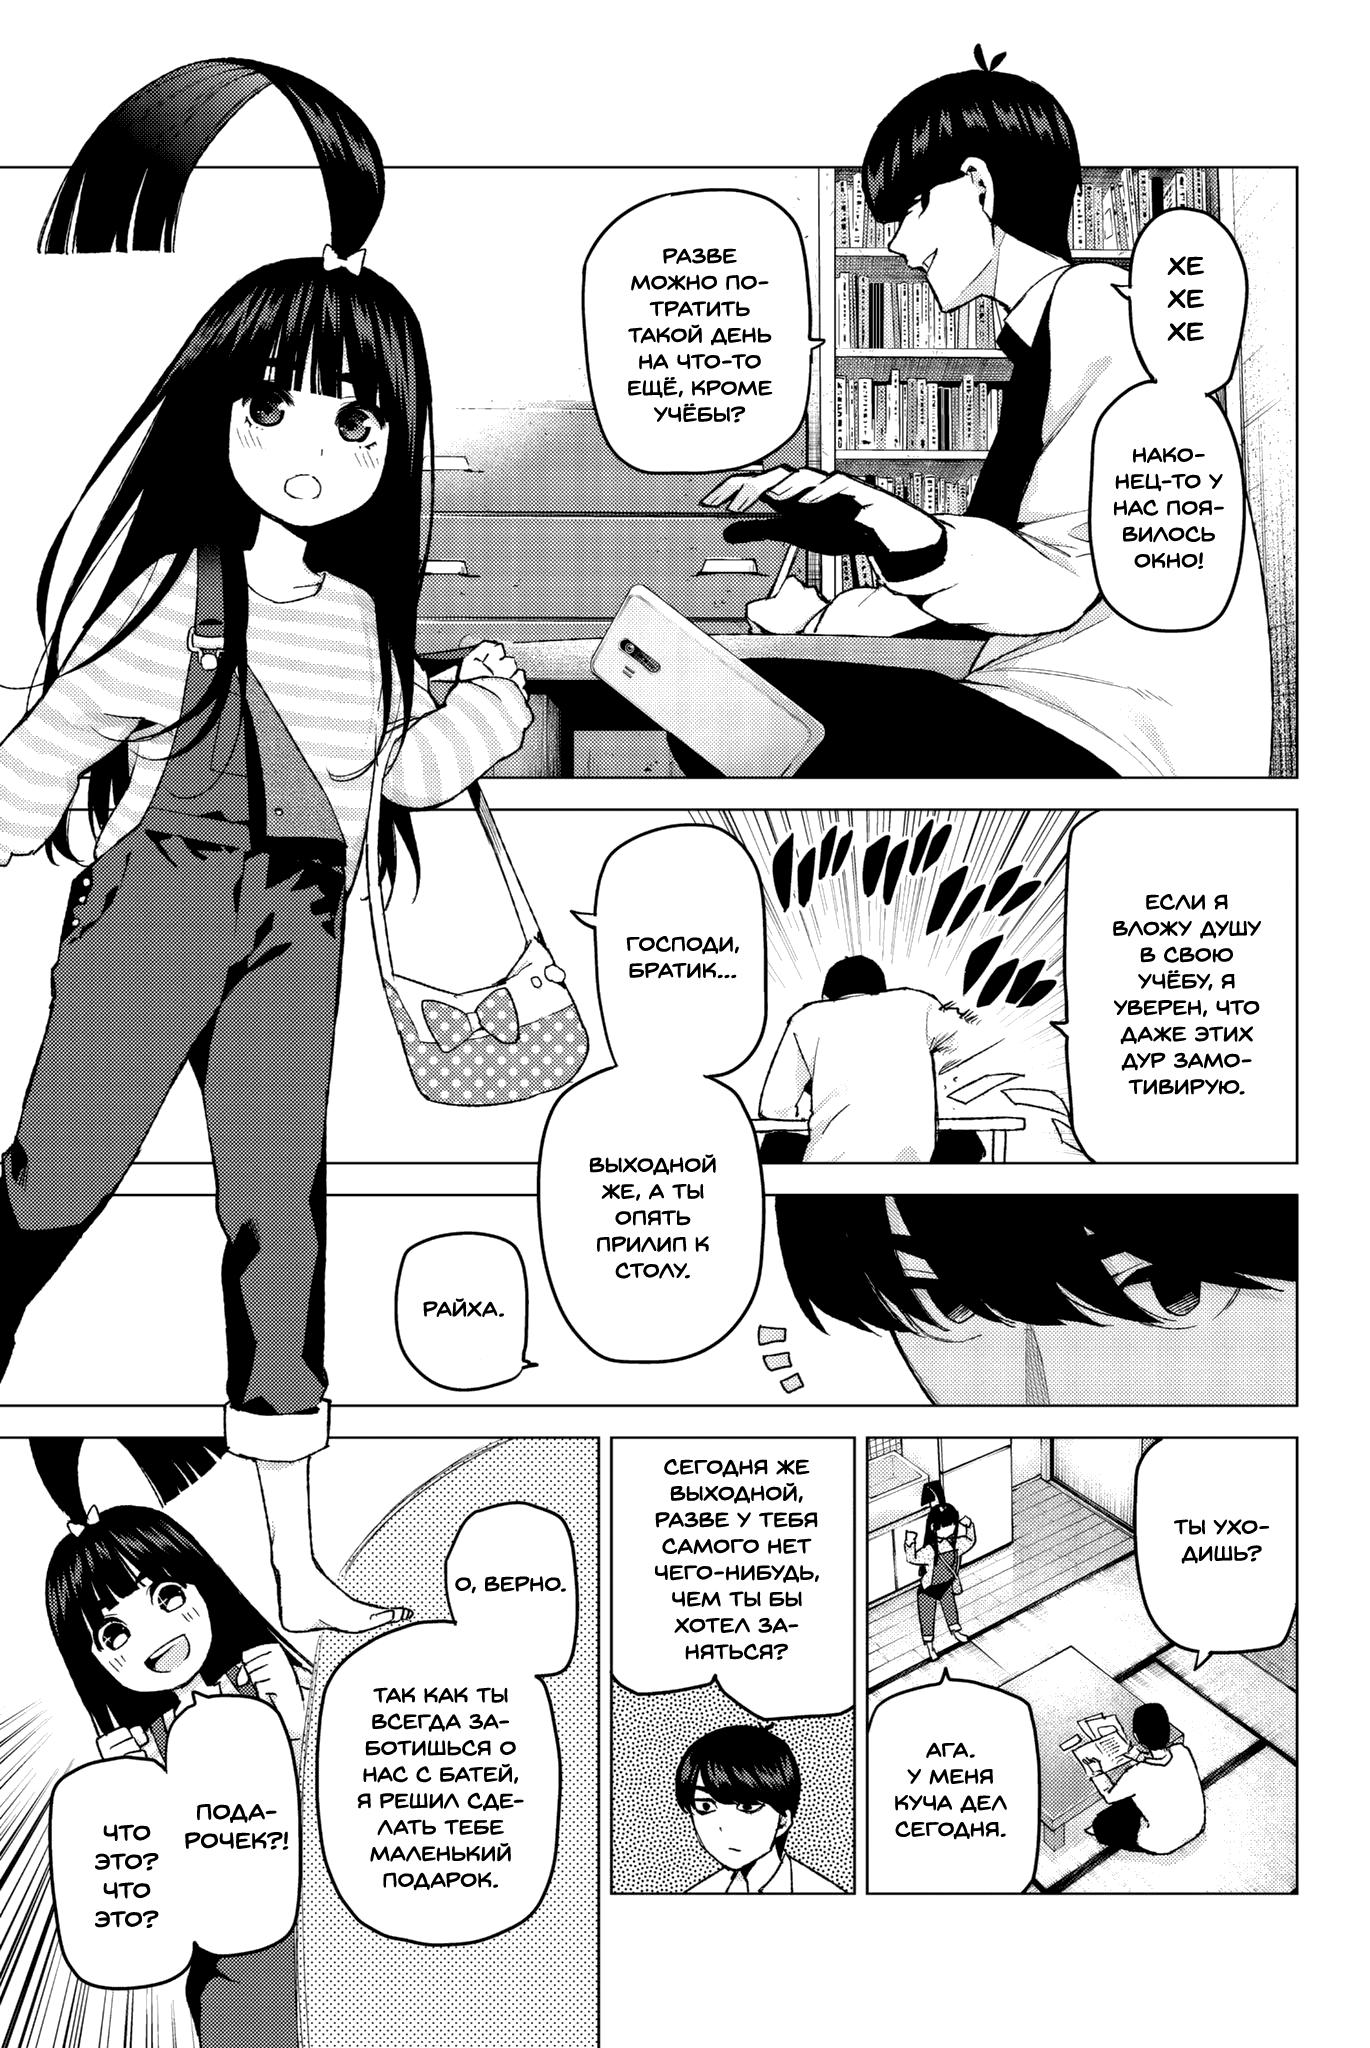 ХЕ
ХЕ
ХЕ
НАКО-
НЕЦ-ТО У
НАС ПОЯ-
ВИЛОСЬ
ОКНО!
РАЗВЕ
МОЖНО ПО-
ТРАТИТЬ
ТАКОЙ ДЕНЬ
НА ЧТО-ТО
ЕЩЁ, КРОМЕ
УЧЁБЫ?
ЕСЛИ Я
ВЛОЖУ ДУШУ
В СВОЮ
УЧЁБУ, Я
УВЕРЕН, ЧТО
ДАЖЕ ЭТИХ
ДУР ЗАМО-
ТИВИРУЮ.
ГОСПОДИ,
БРАТИК...
ВЫХОДНОЙ
ЖЕ, А ТЫ
ОПЯТЬ
ПРИЛИП К
СТОЛУ.
РАЙХА.
ТЫ УХО-
ДИШЬ?
АГА.
У МЕНЯ
КУЧА ДЕЛ
СЕГОДНЯ.
СЕГОДНЯ ЖЕ
ВЫХОДНОЙ,
РАЗВЕ У ТЕБЯ
САМОГО НЕТ
ЧЕГО-НИБУДЬ,
ЧЕМ ТЫ БЫ
ХОТЕЛ ЗА-
НЯТЬСЯ?
О, ВЕРНО.
ТАК КАК ТЫ
ВСЕГДА ЗА-
БОТИШЬСЯ О
НАС С БАТЕЙ,
Я РЕШИЛ СДЕ-
ЛАТЬ ТЕБЕ
МАЛЕНЬКИЙ
ПОДАРОК.
ПОДА-
РОЧЕК?!
ЧТО
ЭТО?
ЧТО
ЭТО?